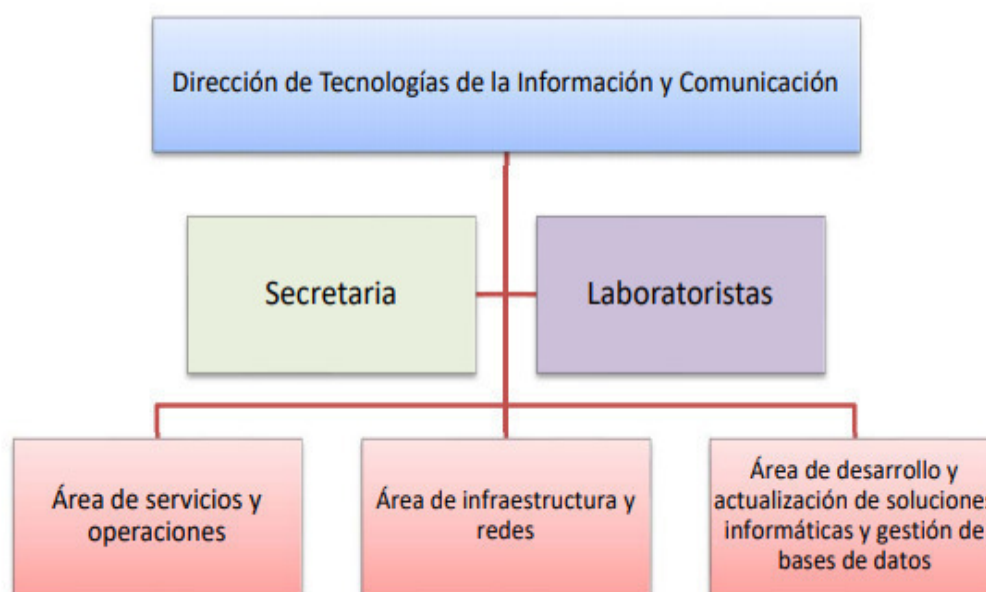 Dirección de Tecnologías de la Información y Comunicación
Secretaria
Laboratoristas
Área de servicios y
operaciones
Área de infraestructura y
redes
Área de desarrollo y
actualización de soluciones
informáticas y gestión de
bases de datos